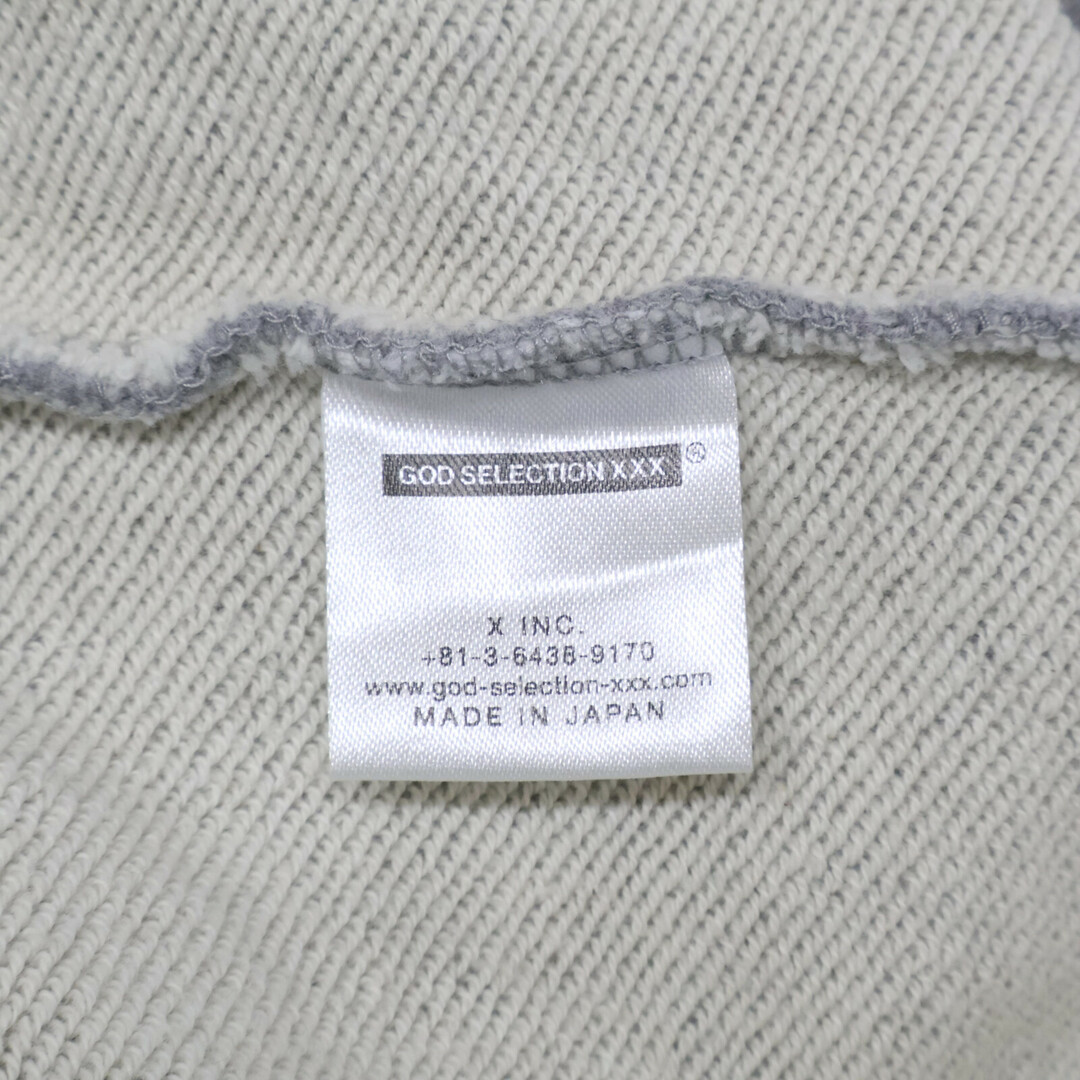 GOD SELECTION XXX®
X INC.
+81-3-6438-9170
www.god-selection-xxx.com
MADE IN JAPAN